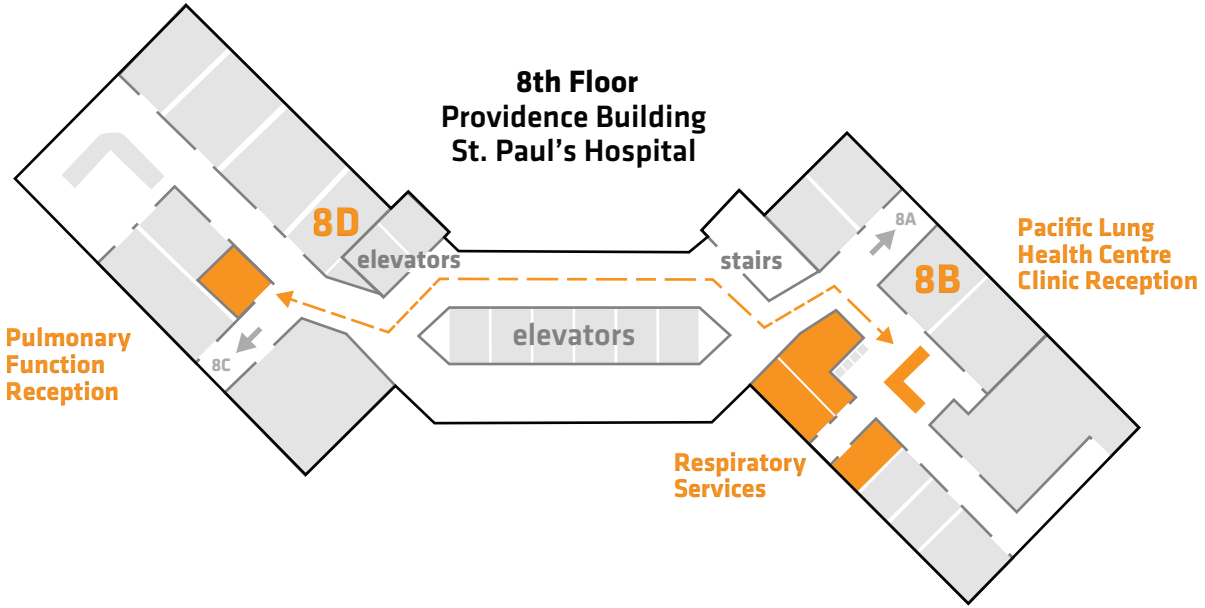 8th Floor
Providence Building
St. Paul's Hospital
8D
elevators
stairs
8A
8B
Pacific Lung
Health Centre
Clinic Reception
elevators
Pulmonary
Function
Reception
8C
Respiratory
Services